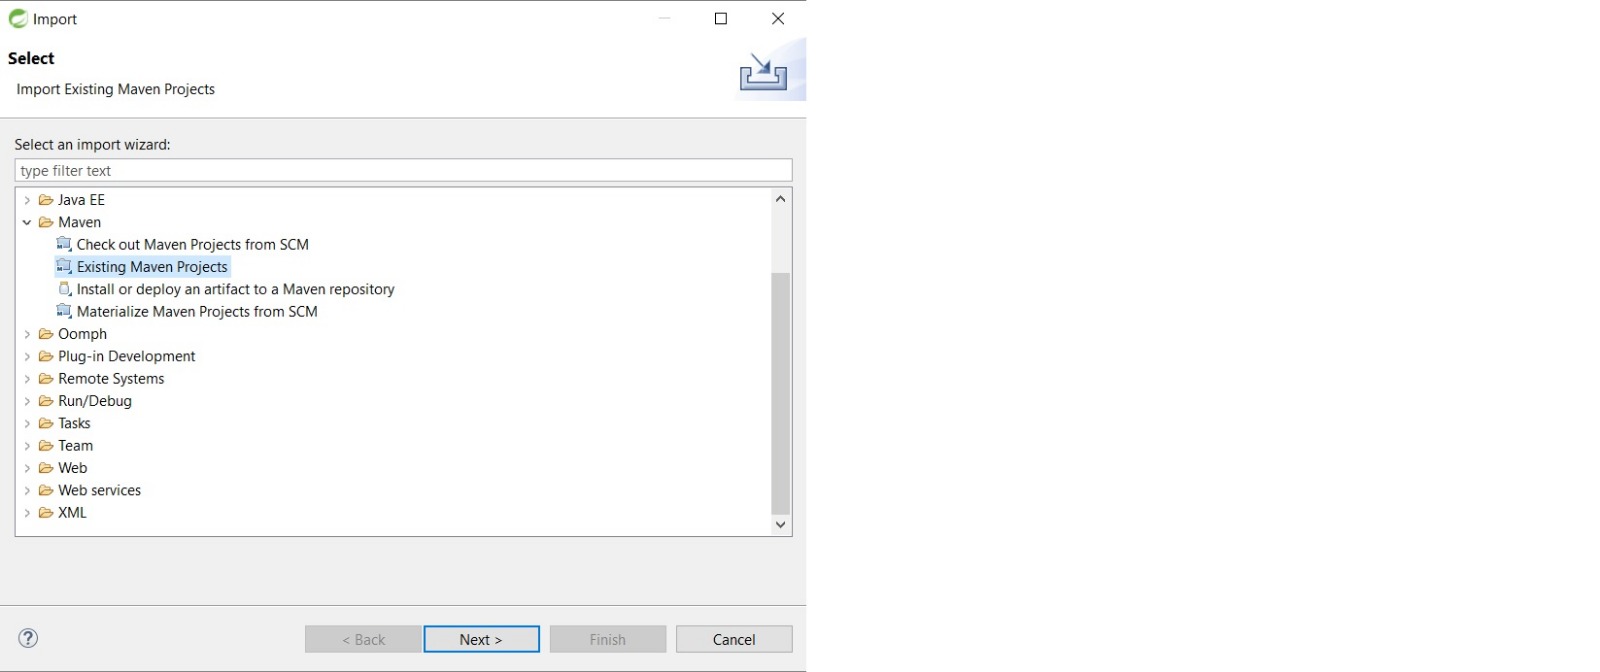 Import
Select
Import Existing Maven Projects
Select an import wizard:
type filter text
Java EE
Maven
Check out Maven Projects from SCM
Existing Maven Projects
Install or deploy an artifact to a Maven repository
Materialize Maven Projects from SCM
Oomph
Plug-in Development
Remote Systems
Run/Debug
Tasks
Team
Web
Web services
XML
< Back Next > Finish Cancel